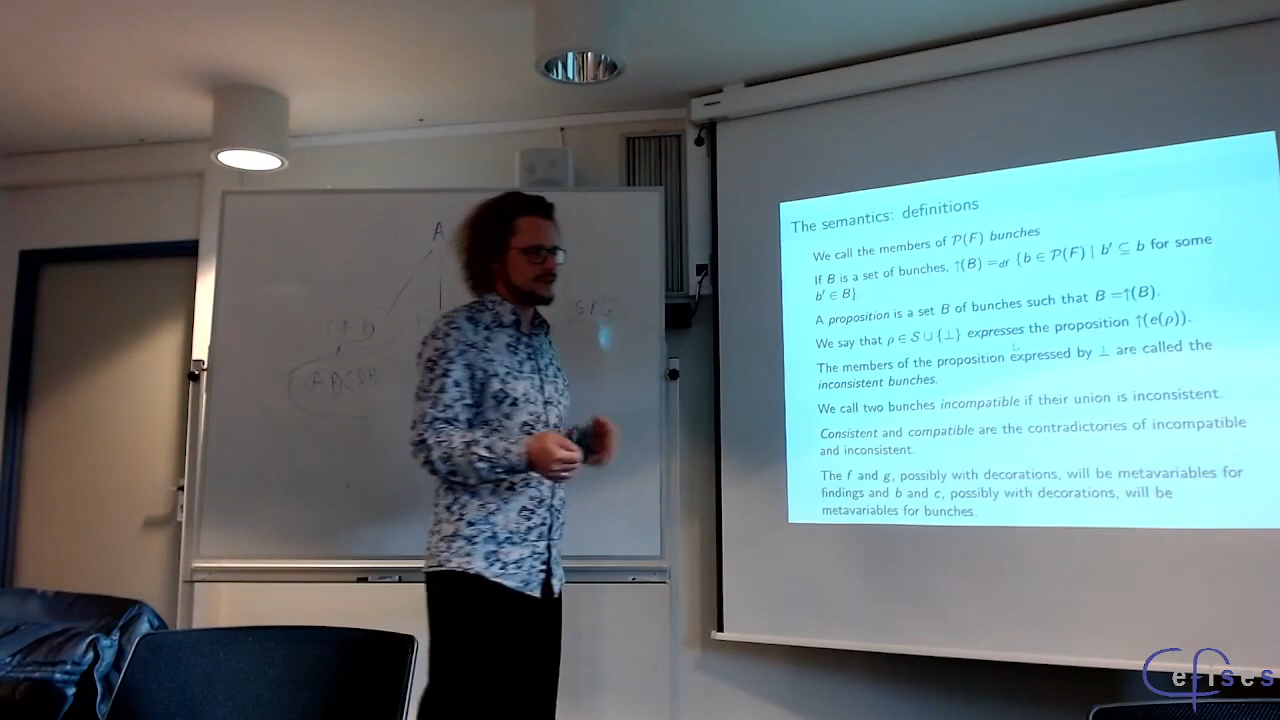 The semantics: definitions
We call the members of P(F) bunches
If B is a set of bunches, ↑(B) =df {b ∈ P(F) | b′ ⊆ b for some
b′ ∈ B}.
A proposition is a set B of bunches such that B =↑(B).
We say that ρ ∈ S ∪ {⊥} expresses the proposition ↑(e(ρ)).
The members of the proposition expressed by ⊥ are called the
inconsistent bunches.
We call two bunches incompatible if their union is inconsistent.
Consistent and compatible are the contradictories of incompatible
and inconsistent.
The f and g, possibly with decorations, will be metavariables for
findings and b and c, possibly with decorations, will be
metavariables for bunches.
A
Cefises